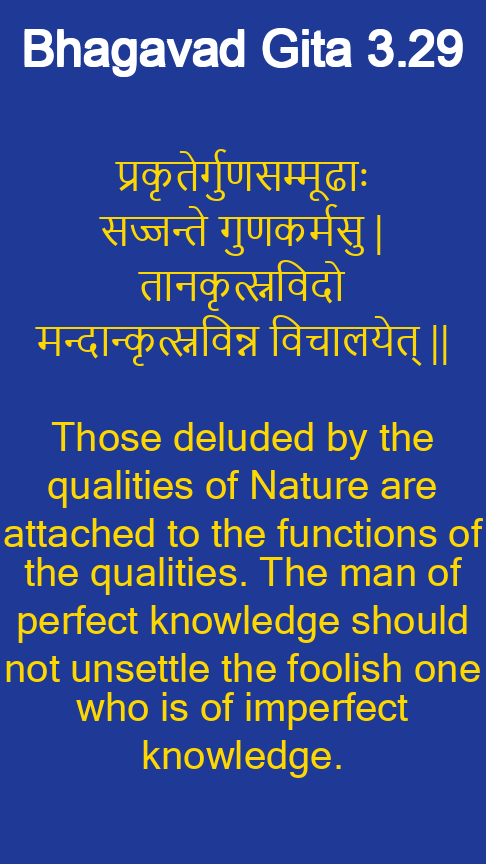 Bhagavad Gita 3.29
प्रकृतेर्गुणसम्मूढाः
सज्जन्ते गुणकर्मसु |
तानकृत्स्नविदो
मन्दान्कृत्स्नविन्न विचालयेत् ||
Those deluded by the
qualities of Nature are
attached to the functions of
the qualities. The man of
perfect knowledge should
not unsettle the foolish one
who is of imperfect
knowledge.